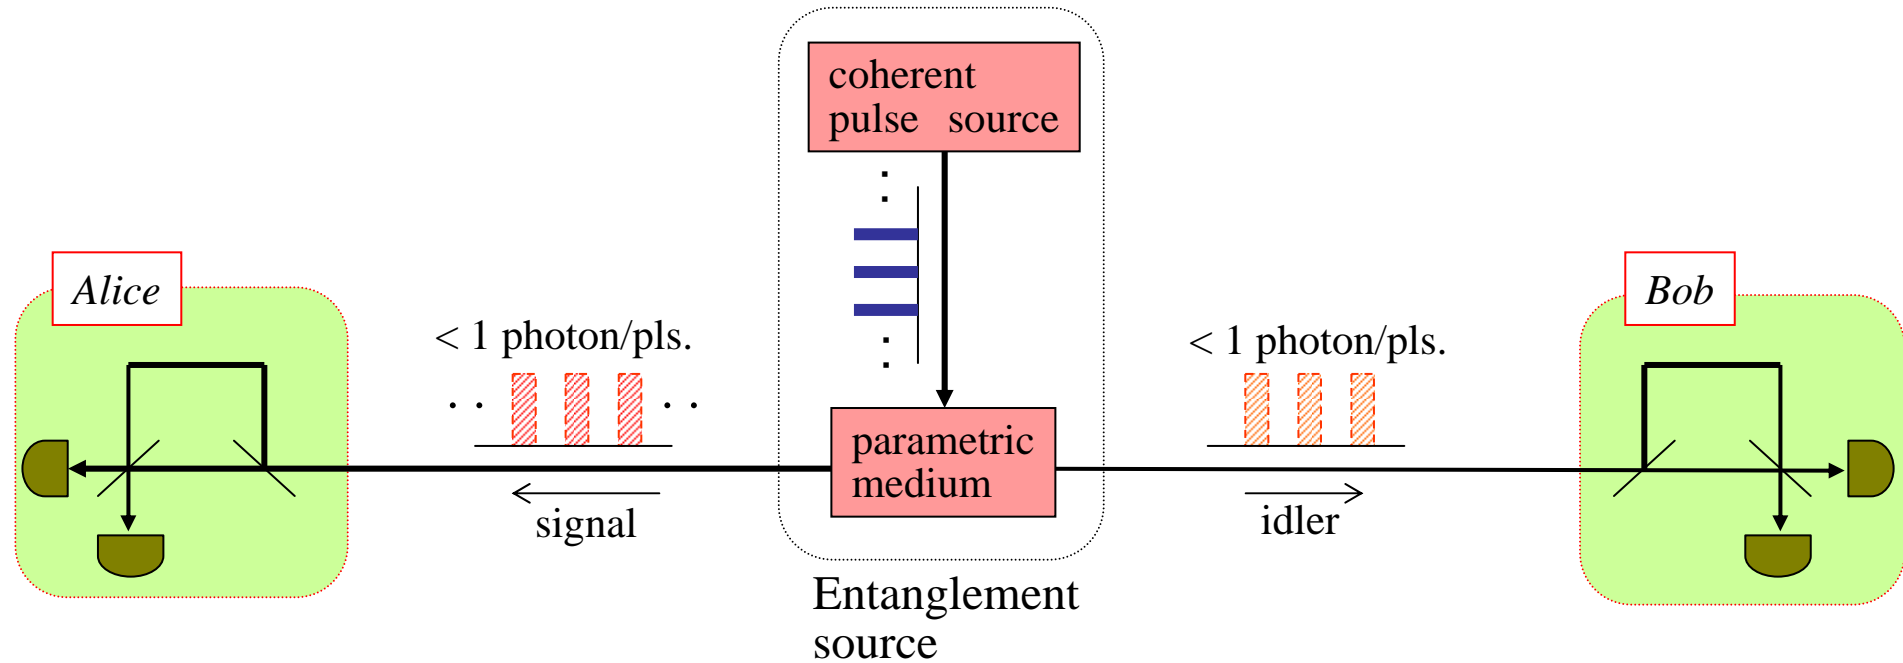 coherent
pulse source
Alice
Bob
< 1 photon/pls.
< 1 photon/pls.
parametric
medium
signal
idler
Entanglement
source